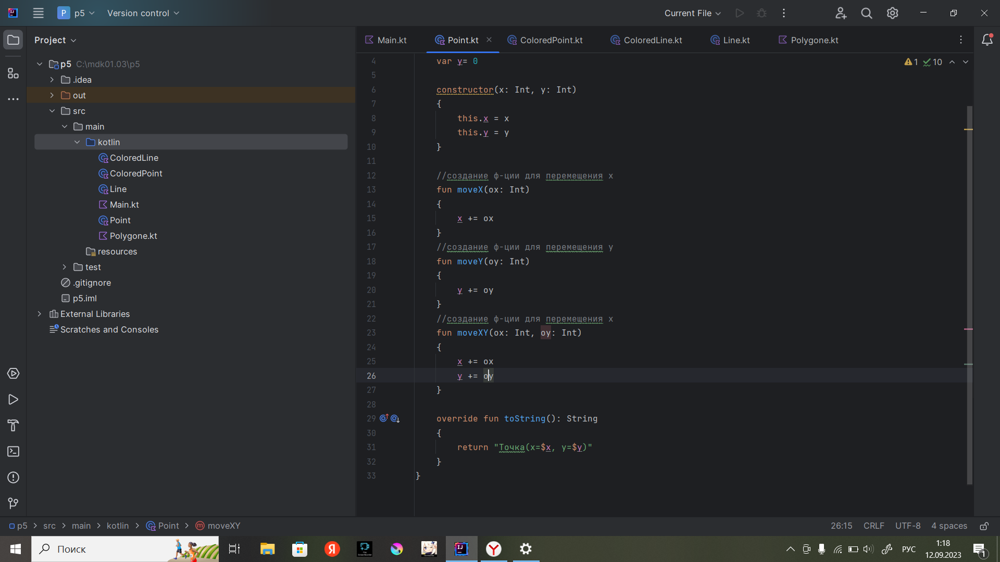 P p5 Version control Current File
Project
p5 C:\mdk01.03\p5
.idea
out
src
main
kotlin
ColoredLine
ColoredPoint
Line
Main.kt
Point
Polygone.kt
resources
test
.gitignore
p5.iml
External Libraries
Scratches and Consoles
Main.kt Point.kt ColoredPoint.kt ColoredLine.kt Line.kt Polygone.kt
1 10
4 var y= 0
5
6 constructor(x: Int, y: Int)
7 {
8 this.x = x
9 this.y = y
10 }
11
12 //создание ф-ции для перемещения x
13 fun moveX(ox: Int)
14 {
15 x += ox
16 }
17 //создание ф-ции для перемещения y
18 fun moveY(oy: Int)
19 {
20 y += oy
21 }
22 //создание ф-ции для перемещения x
23 fun moveXY(ox: Int, oy: Int)
24 {
25 x += ox
26 y += oy
27 }
28
29 override fun toString(): String
30 {
31 return "Точка(x=$x, y=$y)"
32 }
33 }
p5 src main kotlin Point moveXY 26:15 CRLF UTF-8 4 spaces
Поиск
РУС
1:18
12.09.2023
1